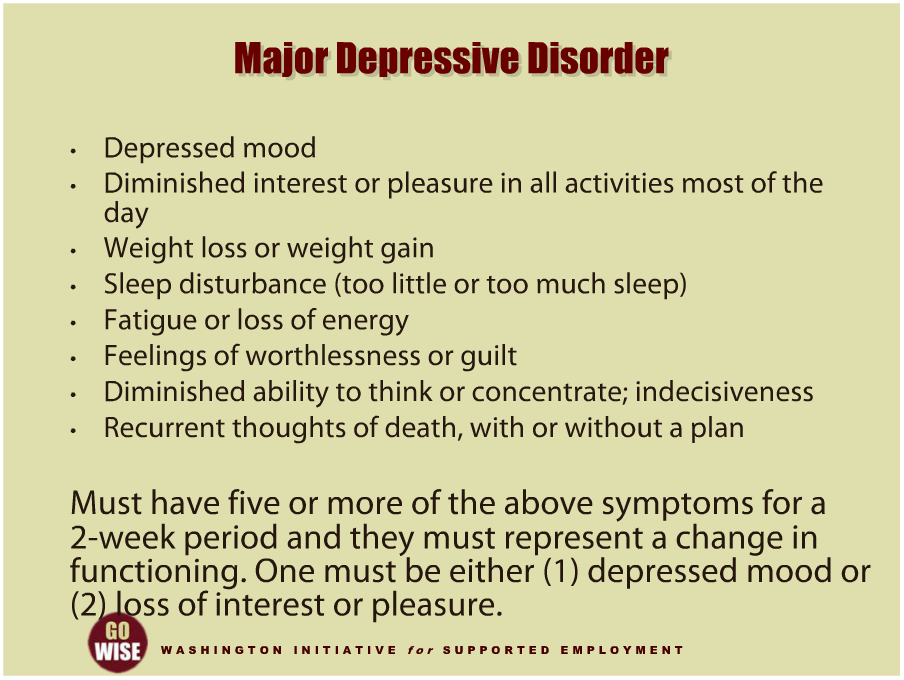 Major Depressive Disorder
• Depressed mood
• Diminished interest or pleasure in all activities most of the
day
• Weight loss or weight gain
• Sleep disturbance (too little or too much sleep)
• Fatigue or loss of energy
• Feelings of worthlessness or guilt
• Diminished ability to think or concentrate; indecisiveness
• Recurrent thoughts of death, with or without a plan
Must have five or more of the above symptoms for a
2-week period and they must represent a change in
functioning. One must be either (1) depressed mood or
(2) loss of interest or pleasure.
GO
WISE
WASHINGTON INITIATIVE for SUPPORTED EMPLOYMENT